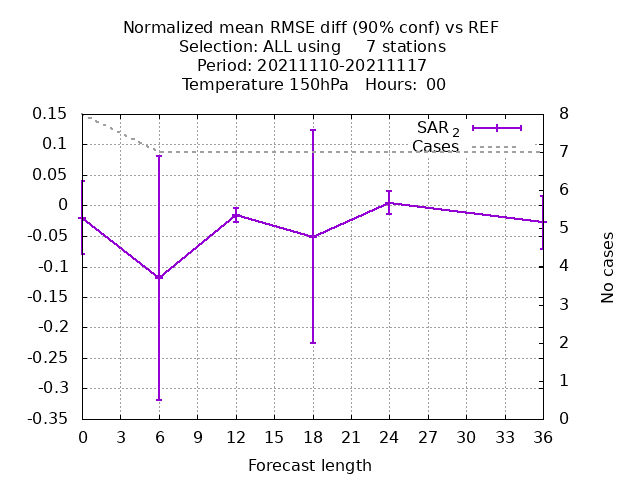 Normalized mean RMSE diff (90% conf) vs REF
Selection: ALL using     7 stations
Period: 20211110-20211117
Temperature 150hPa   Hours:  00
0.15
0.1
0.05
0
-0.05
-0.1
-0.15
-0.2
-0.25
-0.3
-0.35
SAR 2
Cases
8
7
6
5
4
3
2
1
0
No cases
0 3 6 9 12 15 18 21 24 27 30 33 36
Forecast length